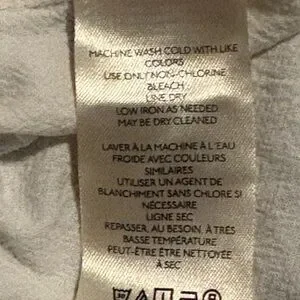 MACHINE WASH COLD WITH LIKE
COLORS
USE ONLY NON-CHLORINE
BLEACH
LINE DRY
LOW IRON AS NEEDED
MAY BE DRY CLEANED
LAVER À LA MACHINE À L'EAU
FROIDE AVEC COULEURS
SIMILAIRES
UTILISER UN AGENT DE
BLANCHIMENT SANS CHLORE SI
NÉCESSAIRE
LIGNE SEC
REPASSER, AU BESOIN, À TRÈS
BASSE TEMPÉRATURE
PEUT-ÊTRE ÊTRE NETTOYÉE
À SEC